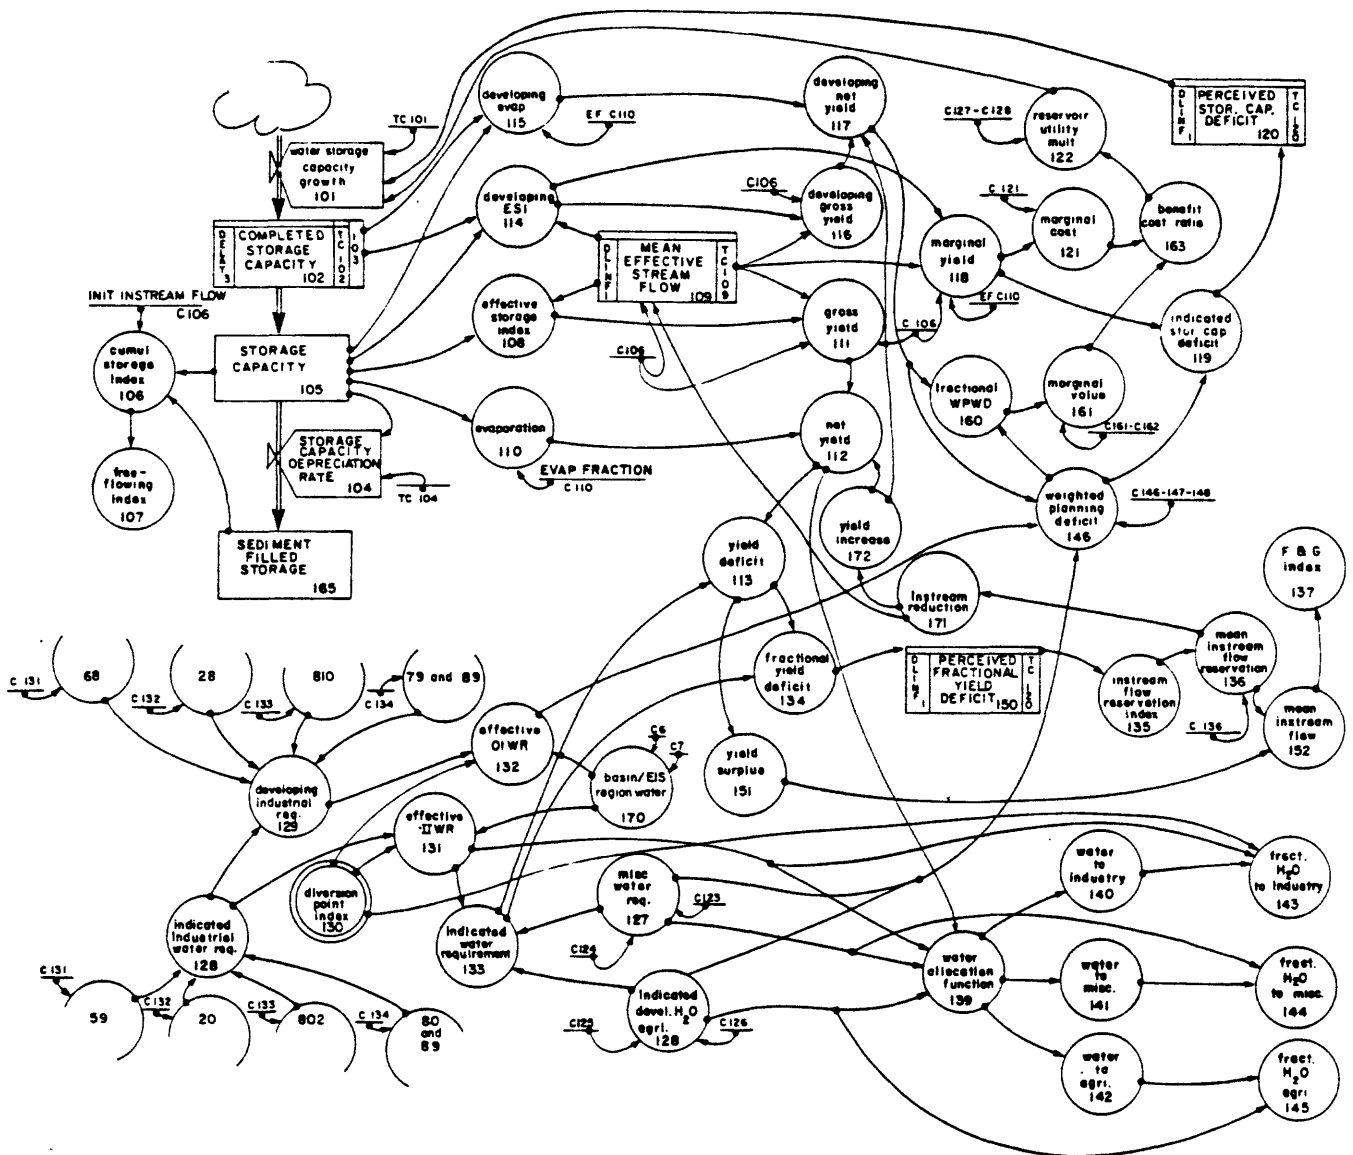 developing
evap
115
EF C110
developing
net
yield
117
C127-C128
reservoir
utility
mult
122
DLINF1
PERCEIVED
STOR. CAP.
DEFICIT
120
TC 120
TC 101
water storage
capacity
growth
101
developing
ESI
114
C106
developing
gross
yield
116
C 121
marginal
cost
121
benefit
cost ratio
163
DELAY3
COMPLETED
STORAGE
CAPACITY
102
TC 102
103
DLINF1
MEAN
EFFECTIVE
STREAM
FLOW
109
TC109
marginal
yield
118
EF C110
INIT INSTREAM FLOW
C106
effective
storage
index
108
C106
gross
yield
111
C 106
indicated
stor cap
deficit
119
cumul
storage
index
106
STORAGE
CAPACITY
105
fractional
WPWD
160
marginal
value
161
C161-C162
evaporation
110
EVAP FRACTION
C110
net
yield
112
STORAGE
CAPACITY
DEPRECIATION
RATE
104
TC 104
free-
flowing
index
107
weighted
planning
deficit
146
C146-147-148
SEDIMENT
FILLED
STORAGE
165
yield
deficit
113
yield
increase
172
F & G
index
137
Instream
reduction
171
C 131
68
C 132
28
C 133
810
C 134
79 and 89
fractional
yield
deficit
134
DLINF1
PERCEIVED
FRACTIONAL
YIELD
DEFICIT
150
TC 120
instream
flow
reservation
index
135
mean
instream
flow
reservation
136
C 136
mean
instream
flow
152
effective
OIWR
132
C6
C7
basin/EIS
region water
170
yield
surplus
151
developing
industrial
req.
129
effective
IIWR
131
diversion
point
index
130
misc
water
req.
127
C123
C124
water
to
industry
140
fract.
H2O
to industry
143
indicated
industrial
water req.
128
indicated
water
requirement
133
water
allocation
function
139
water
to
misc.
141
fract.
H2O
to misc.
144
C 131
59
C 132
20
C 133
802
C 134
80
and
89
Indicated
devel. H2O
agri.
128
C125
C126
water
to
agri.
142
fract.
H2O
agri
145